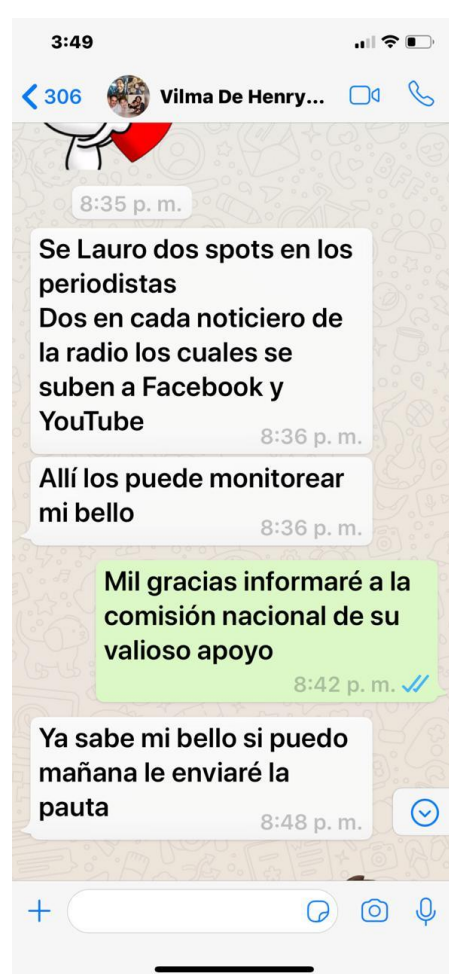 3:49
306 Vilma De Henry...
8:35 p. m.
Se Lauro dos spots en los
periodistas
Dos en cada noticiero de
la radio los cuales se
suben a Facebook y
YouTube
8:36 p. m.
Allí los puede monitorear
mi bello
8:36 p. m.
Mil gracias informaré a la
comisión nacional de su
valioso apoyo
8:42 p. m.
Ya sabe mi bello si puedo
mañana le enviaré la
pauta
8:48 p. m.